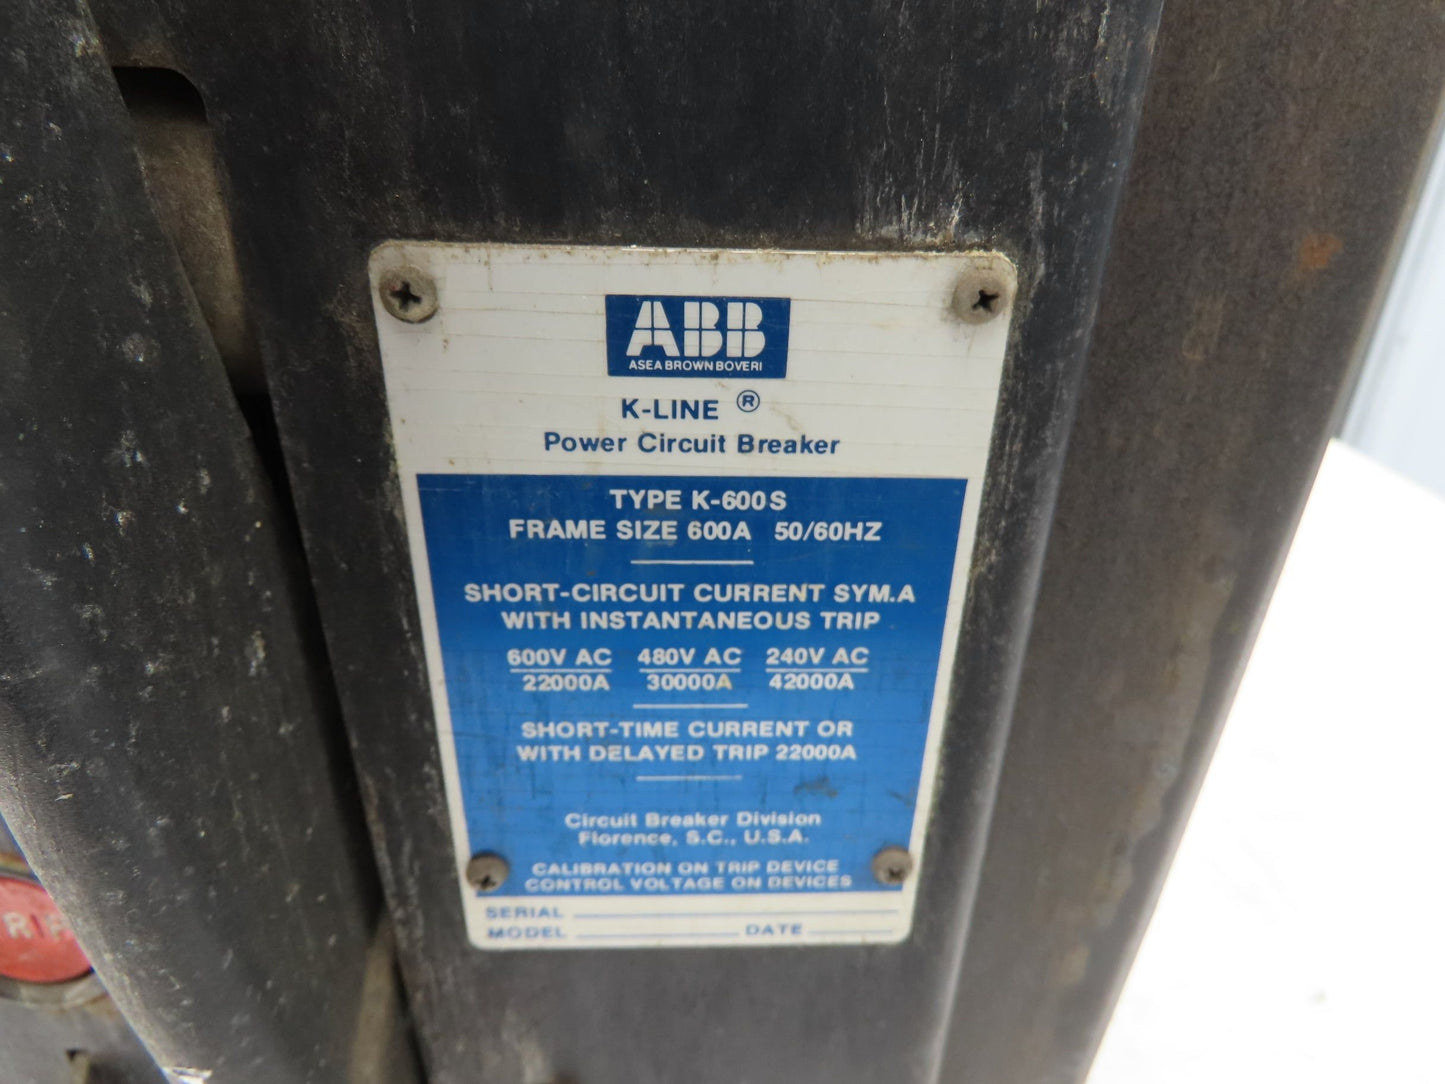 ABB
ASEA BROWN BOVERI
K-LINE ®
Power Circuit Breaker
TYPE K-600S
FRAME SIZE 600A 50/60HZ
SHORT-CIRCUIT CURRENT SYM.A
WITH INSTANTANEOUS TRIP
600V AC 480V AC 240V AC
22000A 30000A 42000A
SHORT-TIME CURRENT OR
WITH DELAYED TRIP 22000A
Circuit Breaker Division
Florence, S.C., U.S.A.
CALIBRATION ON TRIP DEVICE
CONTROL VOLTAGE ON DEVICES
SERIAL
MODEL DATE